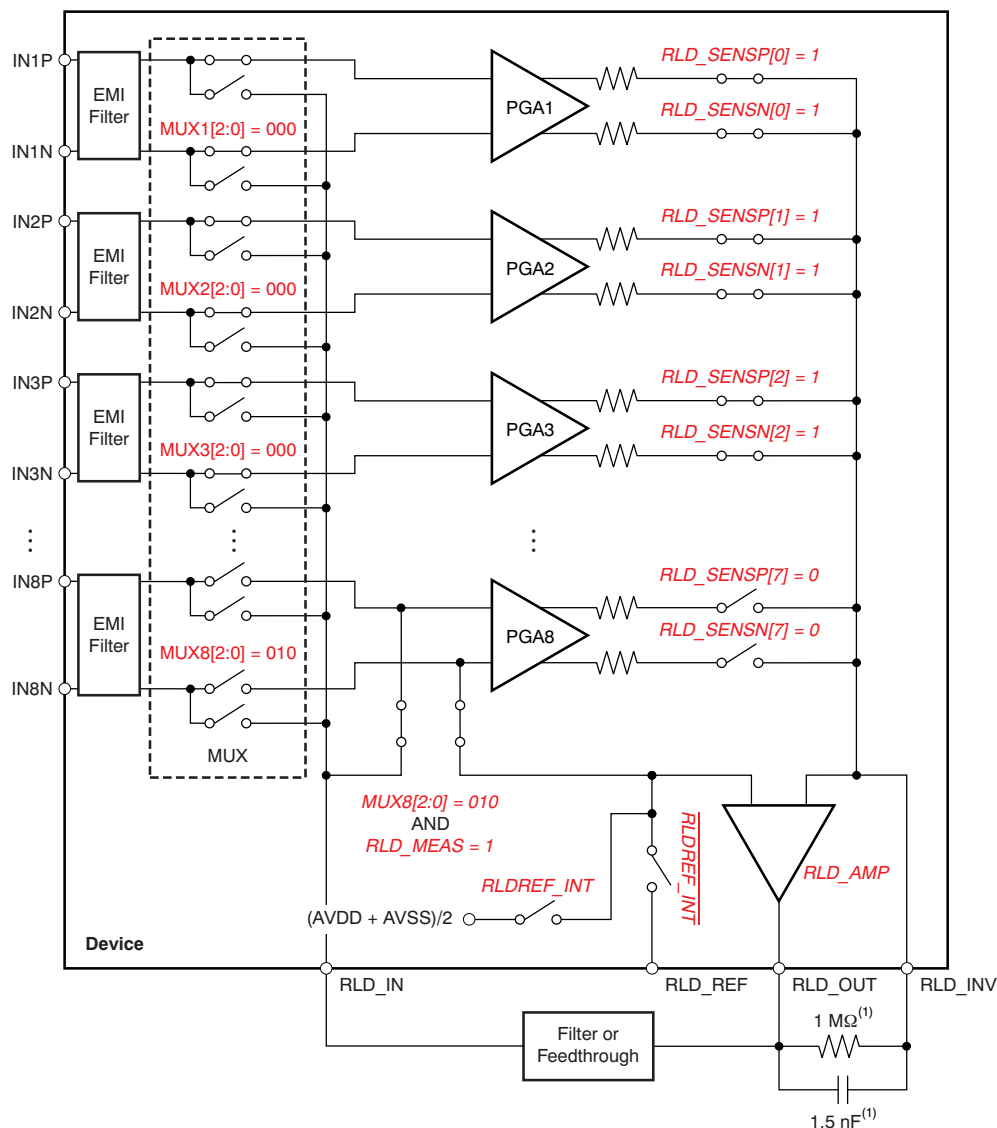 IN1P
EMI
Filter
RLD_SENSP[0] = 1
PGA1
MUX1[2:0] = 000
RLD_SENSN[0] = 1
IN1N
IN2P
EMI
Filter
RLD_SENSP[1] = 1
PGA2
MUX2[2:0] = 000
RLD_SENSN[1] = 1
IN2N
IN3P
EMI
Filter
RLD_SENSP[2] = 1
PGA3
MUX3[2:0] = 000
RLD_SENSN[2] = 1
IN3N
IN8P
EMI
Filter
RLD_SENSP[7] = 0
PGA8
RLD_SENSN[7] = 0
MUX8[2:0] = 010
IN8N
MUX
MUX8[2:0] = 010
AND
RLD_MEAS = 1
RLDREF_INT
RLD_AMP
RLDREF_INT
(AVDD + AVSS)/2
Device
RLD_IN
RLD_REF
RLD_OUT
RLD_INV
Filter or
Feedthrough
1 MΩ(1)
1.5 nF(1)